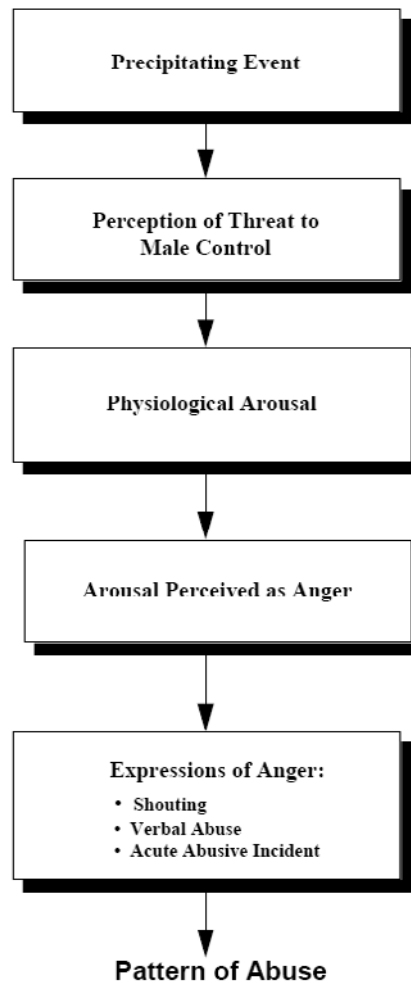 Precipitating Event
Perception of Threat to
Male Control
Physiological Arousal
Arousal Perceived as Anger
Expressions of Anger:
• Shouting
• Verbal Abuse
• Acute Abusive Incident
Pattern of Abuse